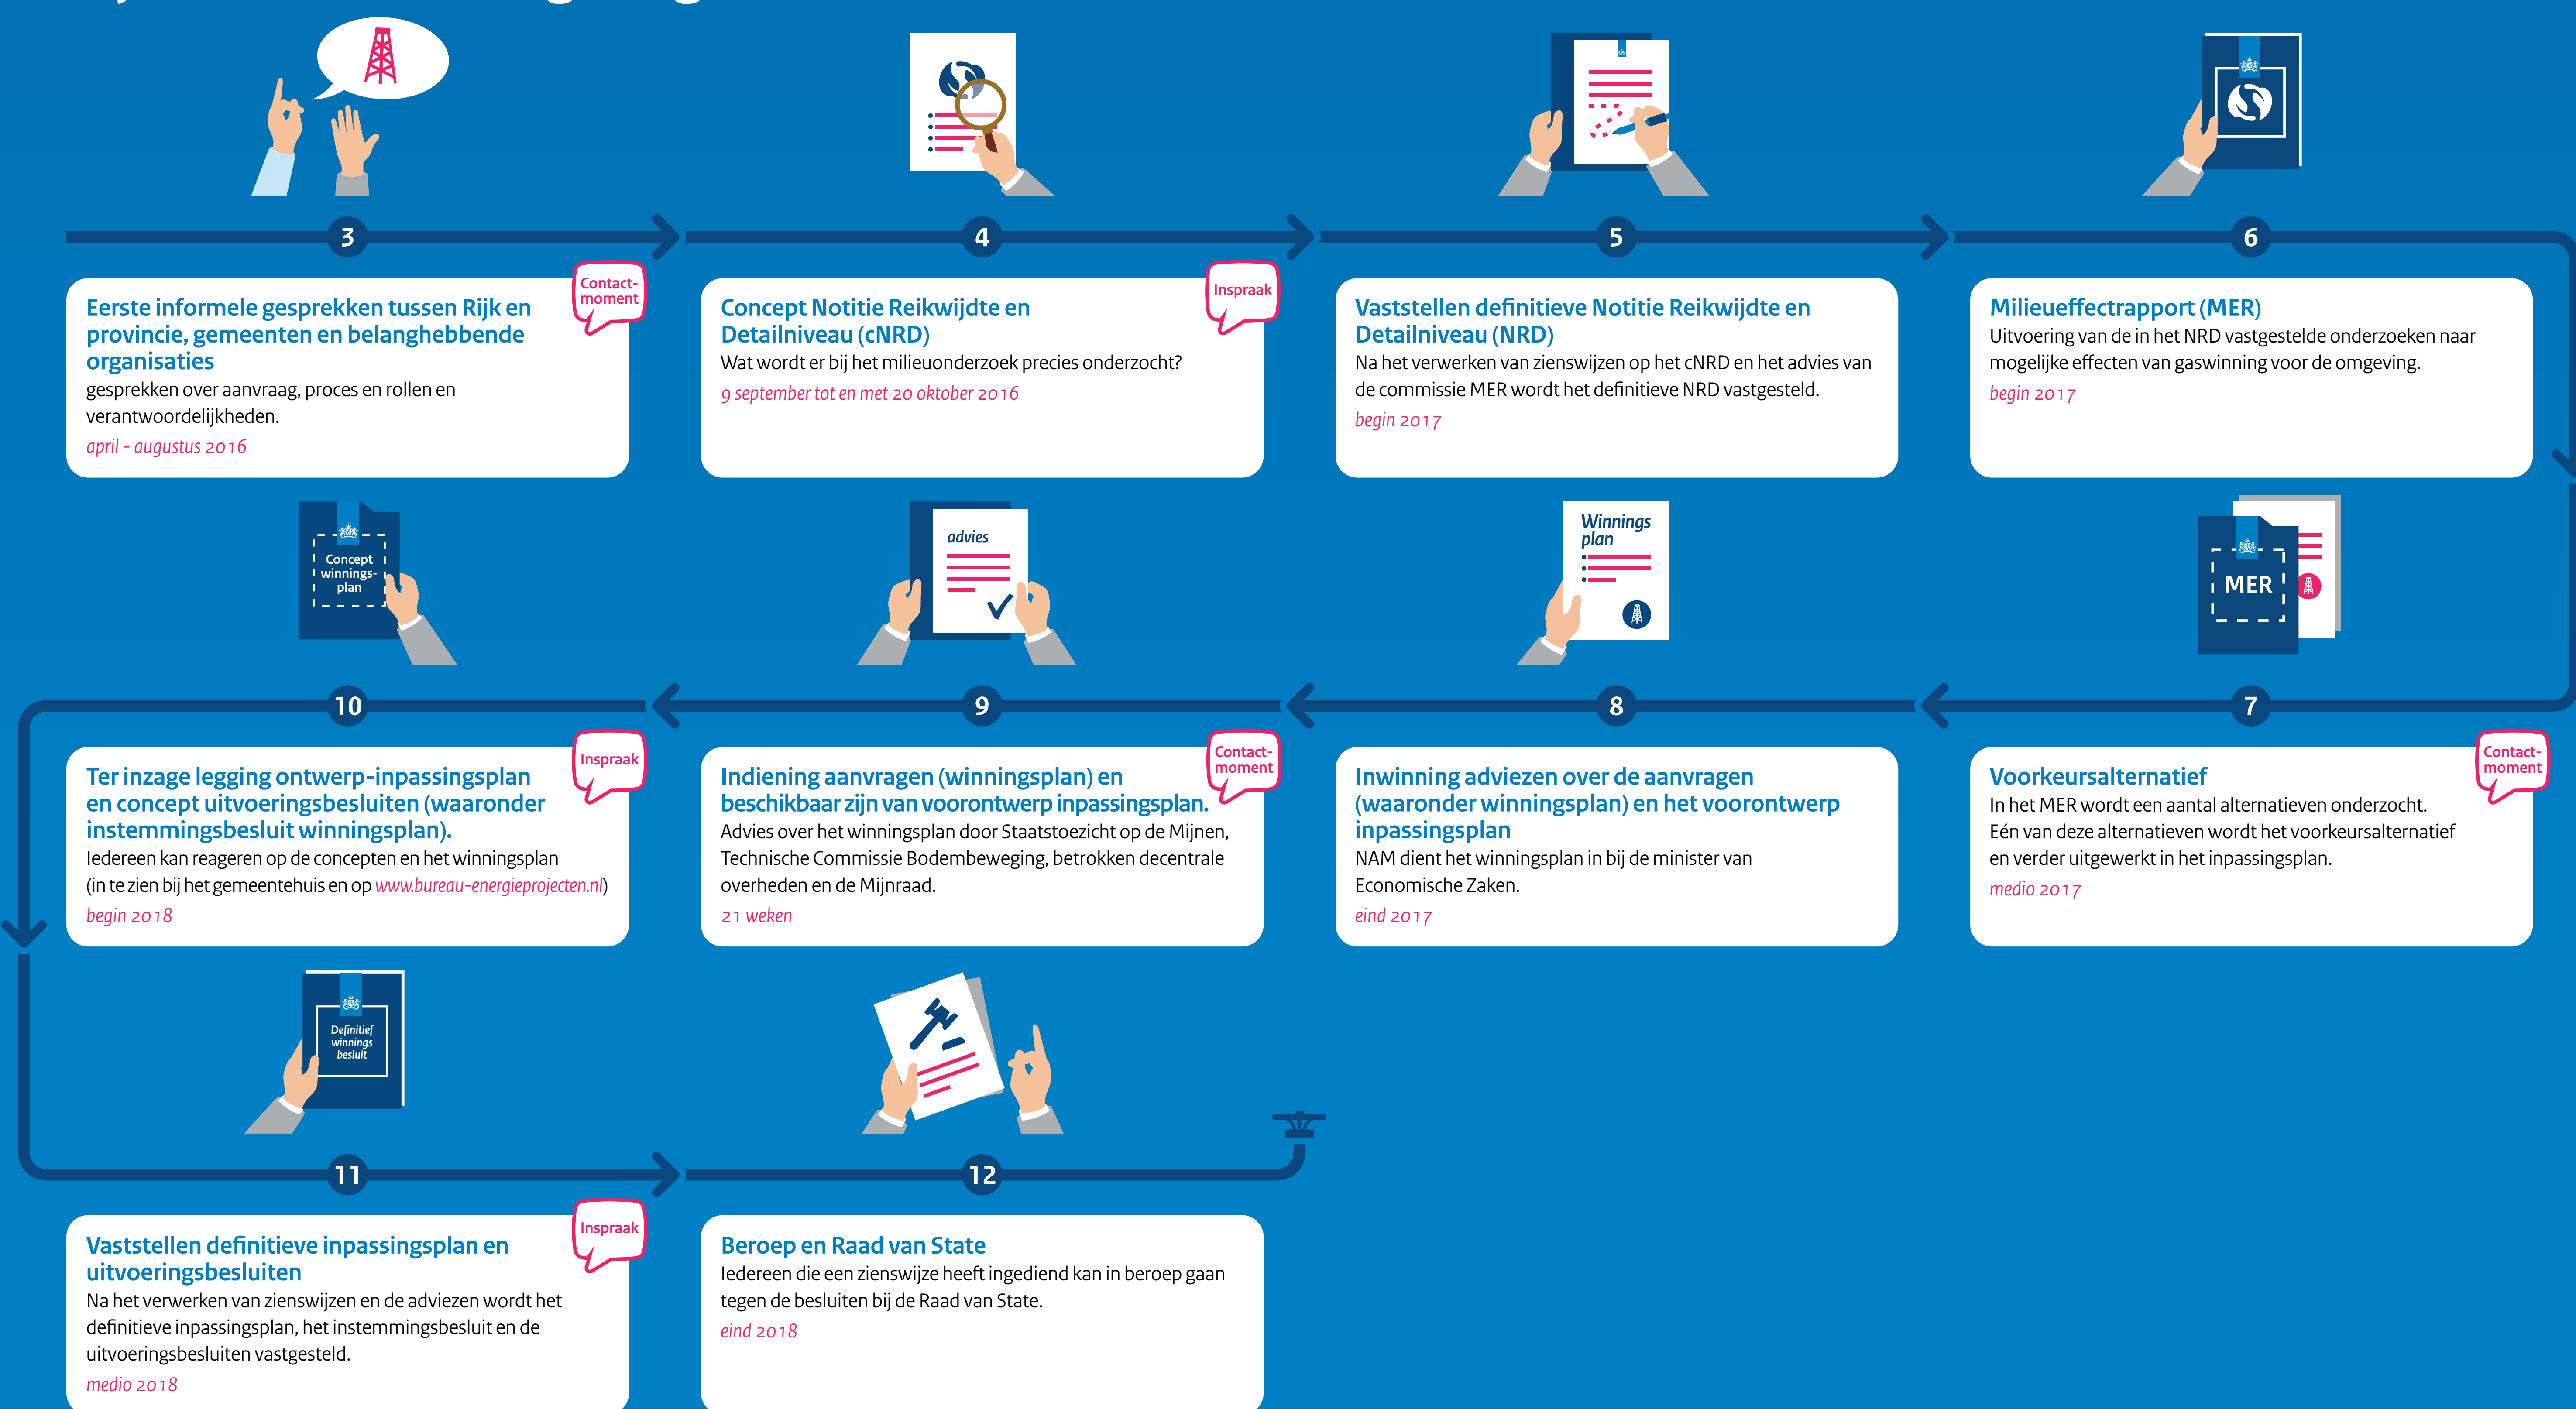 3
4
5
6
Contact-
moment
Eerste informele gesprekken tussen Rijk en
provincie, gemeenten en belanghebbende
organisaties
gesprekken over aanvraag, proces en rollen en
verantwoordelijkheden.
april - augustus 2016
Inspraak
Concept Notitie Reikwijdte en
Detailniveau (cNRD)
Wat wordt er bij het milieuonderzoek precies onderzocht?
9 september tot en met 20 oktober 2016
Vaststellen definitieve Notitie Reikwijdte en
Detailniveau (NRD)
Na het verwerken van zienswijzen op het cNRD en het advies van
de commissie MER wordt het definitieve NRD vastgesteld.
begin 2017
Milieueffectrapport (MER)
Uitvoering van de in het NRD vastgestelde onderzoeken naar
mogelijke effecten van gaswinning voor de omgeving.
begin 2017
Concept
winnings-
plan
advies
Winnings
plan
MER
10
9
8
7
Inspraak
Ter inzage legging ontwerp-inpassingsplan
en concept uitvoeringsbesluiten (waaronder
instemmingsbesluit winningsplan).
Iedereen kan reageren op de concepten en het winningsplan
(in te zien bij het gemeentehuis en op www.bureau-energieprojecten.nl)
begin 2018
Contact-
moment
Indiening aanvragen (winningsplan) en
beschikbaar zijn van voorontwerp inpassingsplan.
Advies over het winningsplan door Staatstoezicht op de Mijnen,
Technische Commissie Bodembeweging, betrokken decentrale
overheden en de Mijnraad.
21 weken
Inwinning adviezen over de aanvragen
(waaronder winningsplan) en het voorontwerp
inpassingsplan
NAM dient het winningsplan in bij de minister van
Economische Zaken.
eind 2017
Contact-
moment
Voorkeursalternatief
In het MER wordt een aantal alternatieven onderzocht.
Eén van deze alternatieven wordt het voorkeursalternatief
en verder uitgewerkt in het inpassingsplan.
medio 2017
Definitief
winnings
besluit
11
12
Inspraak
Vaststellen definitieve inpassingsplan en
uitvoeringsbesluiten
Na het verwerken van zienswijzen en de adviezen wordt het
definitieve inpassingsplan, het instemmingsbesluit en de
uitvoeringsbesluiten vastgesteld.
medio 2018
Beroep en Raad van State
Iedereen die een zienswijze heeft ingediend kan in beroep gaan
tegen de besluiten bij de Raad van State.
eind 2018